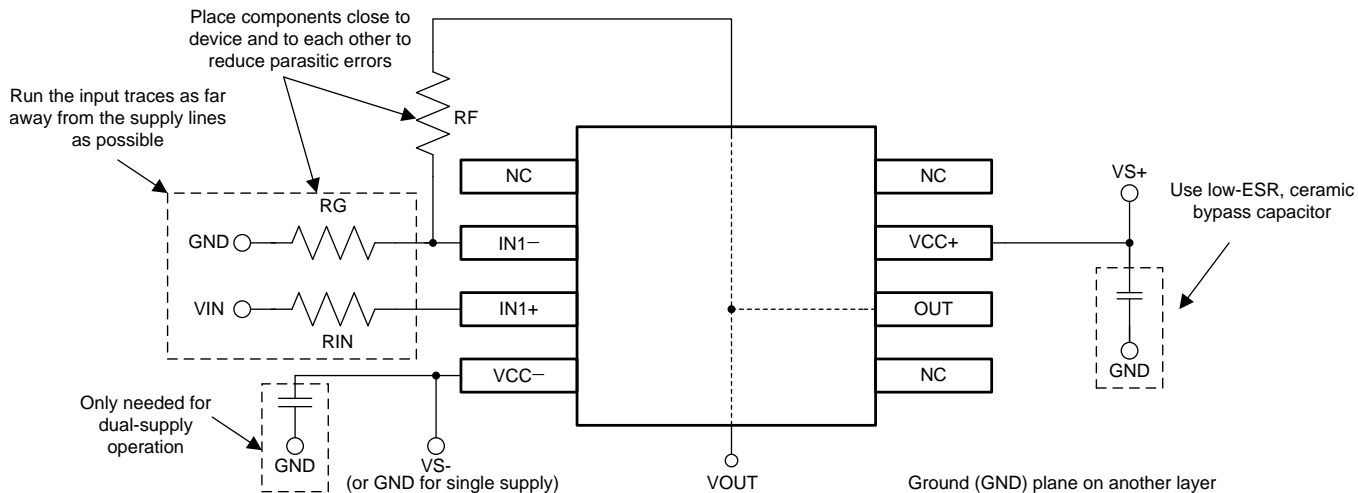 Place components close to
device and to each other to
reduce parasitic errors
Run the input traces as far
away from the supply lines
as possible
RF
NC
NC
VS+
Use low-ESR, ceramic
bypass capacitor
RG
GND
IN1−
VCC+
VIN
IN1+
OUT
RIN
GND
VCC−
NC
Only needed for
dual-supply
operation
GND
VS-
(or GND for single supply)
VOUT
Ground (GND) plane on another layer